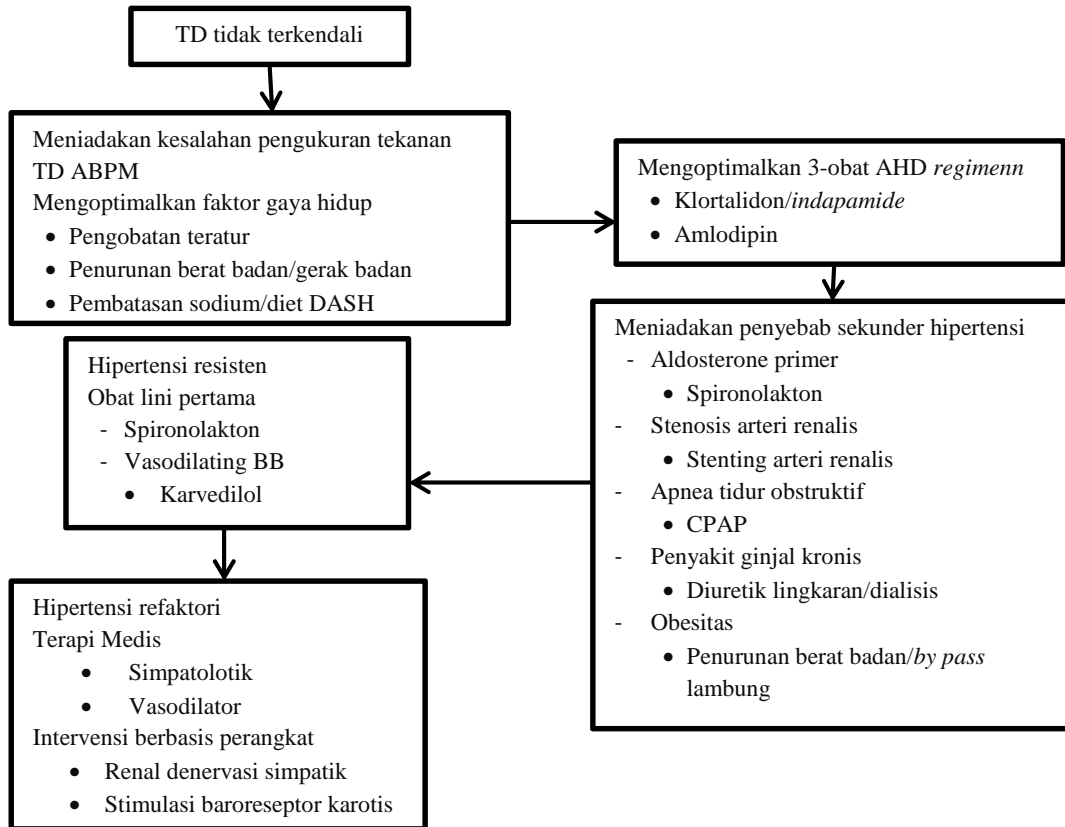 TD tidak terkendali
Meniadakan kesalahan pengukuran tekanan
TD ABPM
Mengoptimalkan faktor gaya hidup
• Pengobatan teratur
• Penurunan berat badan/gerak badan
• Pembatasan sodium/diet DASH
Mengoptimalkan 3-obat AHD regimenn
• Klortalidon/indapamide
• Amlodipin
Meniadakan penyebab sekunder hipertensi
- Aldosterone primer
• Spironolakton
- Stenosis arteri renalis
• Stenting arteri renalis
- Apnea tidur obstruktif
• CPAP
- Penyakit ginjal kronis
• Diuretik lingkaran/dialisis
- Obesitas
• Penurunan berat badan/by pass
lambung
Hipertensi resisten
Obat lini pertama
- Spironolakton
- Vasodilating BB
• Karvedilol
Hipertensi refaktori
Terapi Medis
• Simpatolotik
• Vasodilator
Intervensi berbasis perangkat
• Renal denervasi simpatik
• Stimulasi baroreseptor karotis